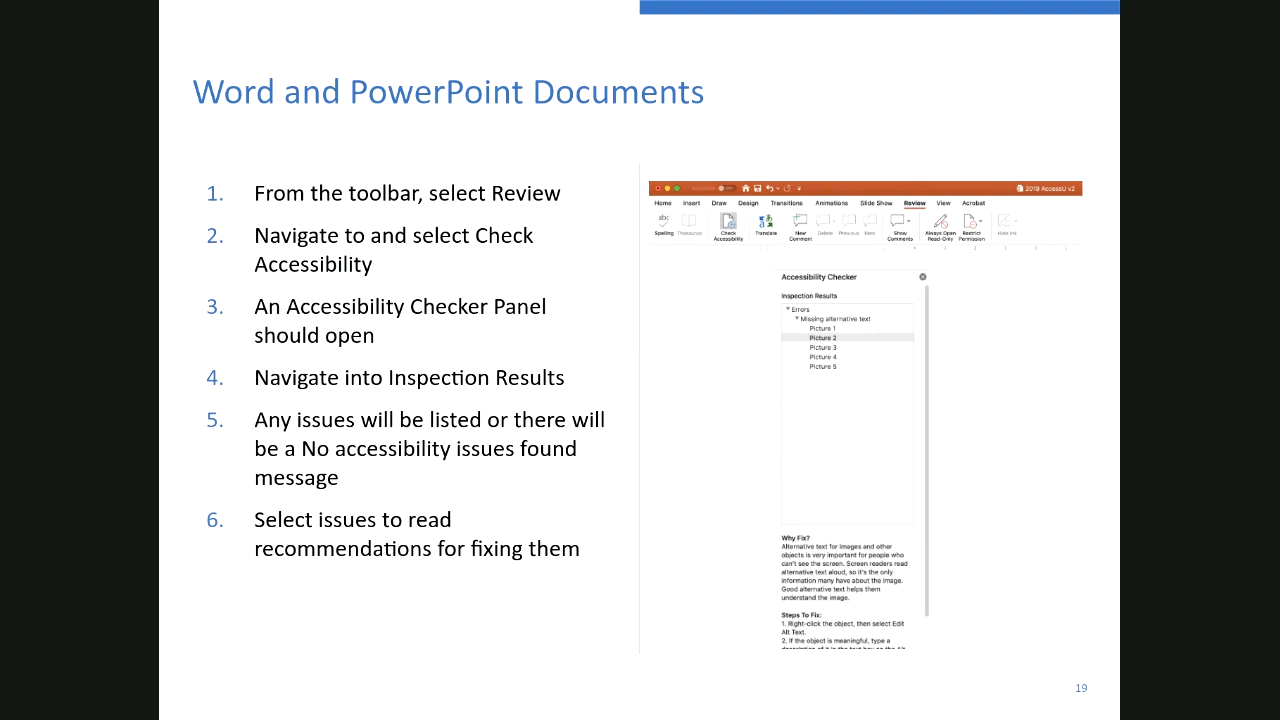 Word and PowerPoint Documents
1. From the toolbar, select Review
2. Navigate to and select Check
Accessibility
3. An Accessibility Checker Panel
should open
4. Navigate into Inspection Results
5. Any issues will be listed or there will
be a No accessibility issues found
message
6. Select issues to read
recommendations for fixing them
2019 AccessU v2
Home Insert Draw Design Transitions Animations Slide Show Review View Acrobat
abc
Spelling Thesaurus Check Accessibility Translate New Comment Delete Previous Next Show Comments Always Open Read-Only Restrict Permission Hide Ink
Accessibility Checker
Inspection Results
Errors
Missing alternative text
Picture 1
Picture 2
Picture 3
Picture 4
Picture 5
Why Fix?
Alternative text for images and other
objects is very important for people who
can't see the screen. Screen readers read
alternative text aloud, so it's the only
information many have about the image.
Good alternative text helps them
understand the image.
Steps To Fix:
1. Right-click the object, then select Edit
Alt Text.
2. If the object is meaningful, type a
19